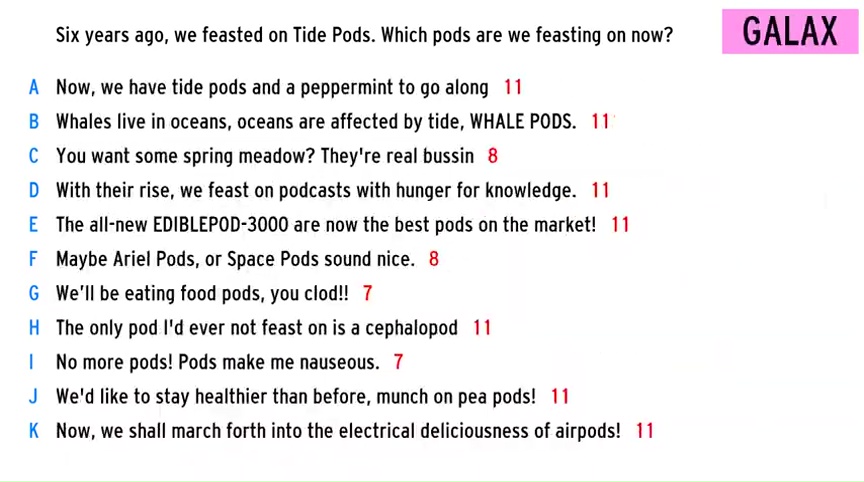 Six years ago, we feasted on Tide Pods. Which pods are we feasting on now?
GALAX
A Now, we have tide pods and a peppermint to go along 11
B Whales live in oceans, oceans are affected by tide, WHALE PODS. 11
C You want some spring meadow? They're real bussin 8
D With their rise, we feast on podcasts with hunger for knowledge. 11
E The all-new EDIBLEPOD-3000 are now the best pods on the market! 11
F Maybe Ariel Pods, or Space Pods sound nice. 8
G We'll be eating food pods, you clod!! 7
H The only pod I'd ever not feast on is a cephalopod 11
I No more pods! Pods make me nauseous. 7
J We'd like to stay healthier than before, munch on pea pods! 11
K Now, we shall march forth into the electrical deliciousness of airpods! 11